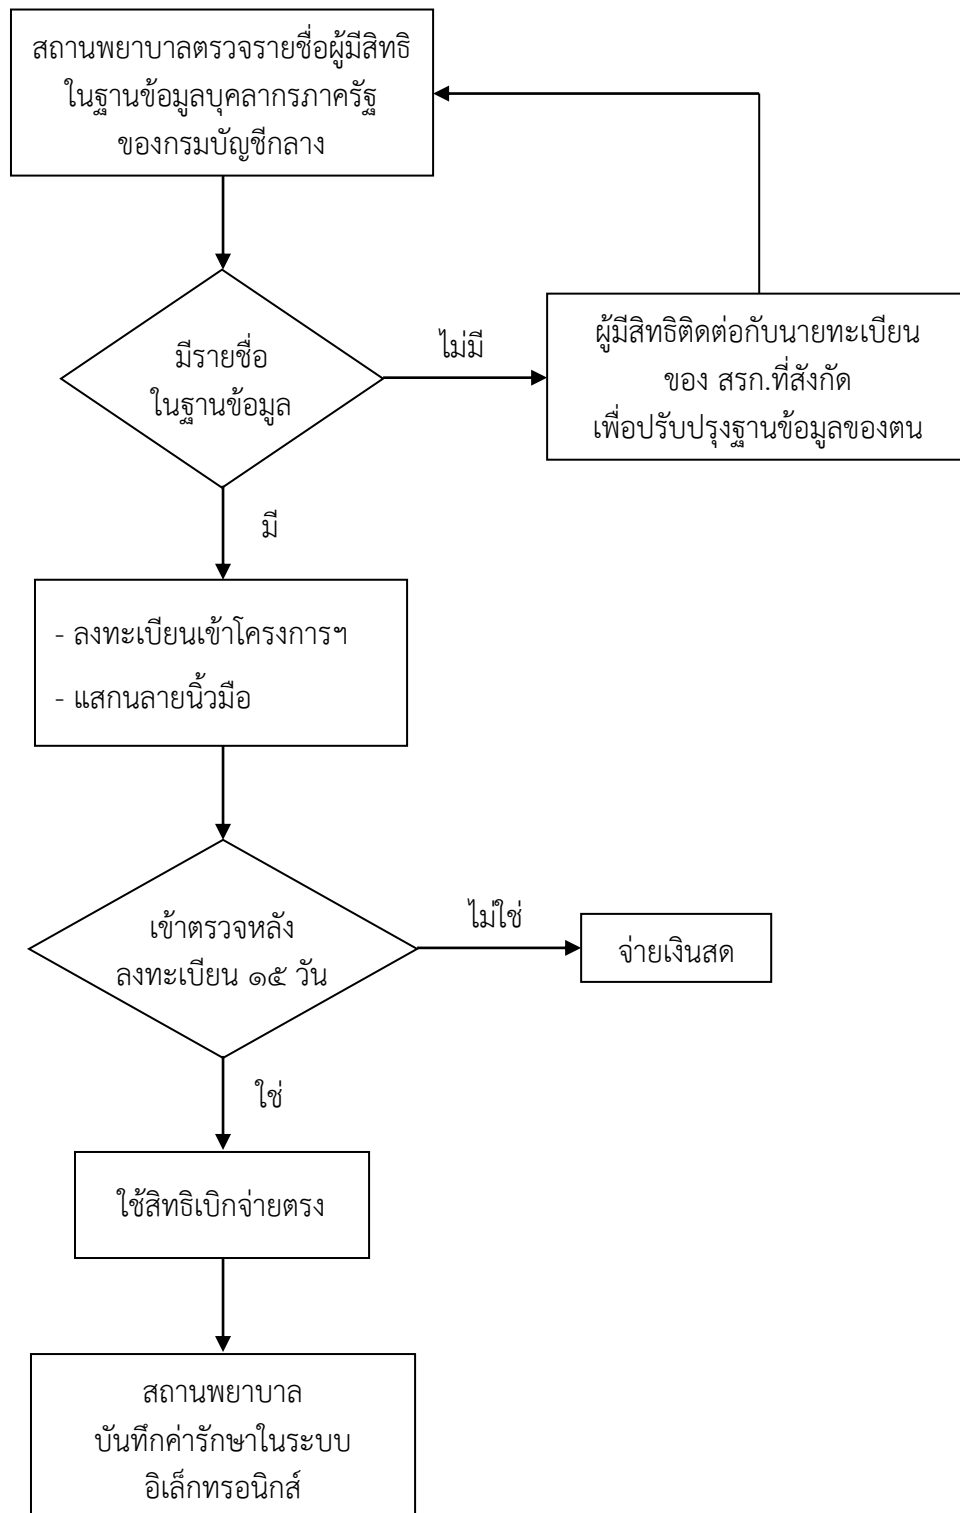 สถานพยาบาลตรวจรายชื่อผู้มีสิทธิ
ในฐานข้อมูลบุคลากรภาครัฐ
ของกรมบัญชีกลาง
มีรายชื่อ
ในฐานข้อมูล
ไม่มี
ผู้มีสิทธิติดต่อกับนายทะเบียน
ของ สรก.ที่สังกัด
เพื่อปรับปรุงฐานข้อมูลของตน
มี
- ลงทะเบียนเข้าโครงการฯ
- แสกนลายนิ้วมือ
เข้าตรวจหลัง
ลงทะเบียน ๑๕ วัน
ไม่ใช่
จ่ายเงินสด
ใช่
ใช้สิทธิเบิกจ่ายตรง
สถานพยาบาล
บันทึกค่ารักษาในระบบ
อิเล็กทรอนิกส์